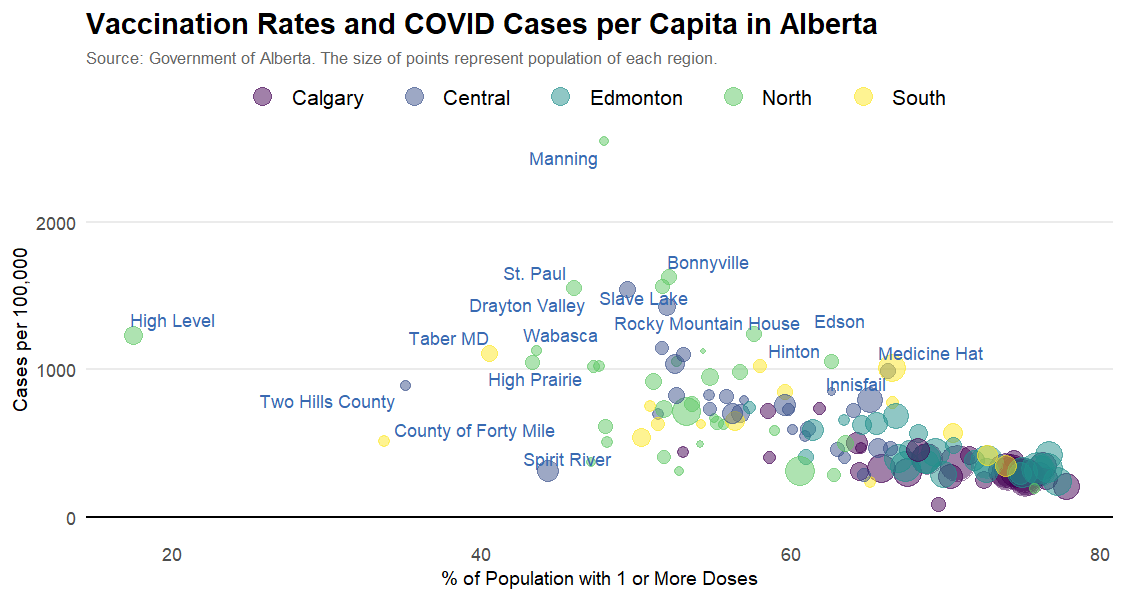 Vaccination Rates and COVID Cases per Capita in Alberta
Source: Government of Alberta. The size of points represent population of each region.
Calgary Central Edmonton North South
Manning
2000
Bonnyville
St. Paul
Slave Lake
Drayton Valley
High Level
Rocky Mountain House
Edson
Taber MD
Wabasca
Hinton
Medicine Hat
1000
High Prairie
Innisfail
Two Hills County
County of Forty Mile
Spirit River
0
Cases per 100,000
20 40 60 80
% of Population with 1 or More Doses